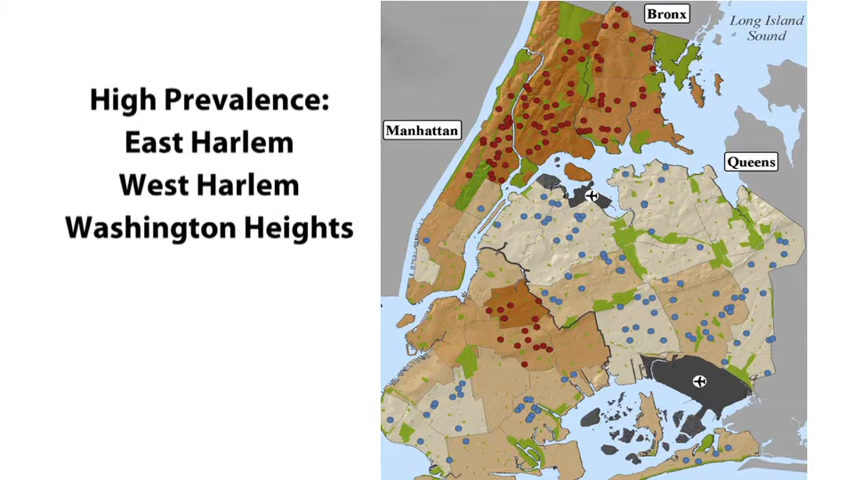 High Prevalence:
East Harlem
West Harlem
Washington Heights
Bronx
Long Island
Sound
Manhattan
Queens